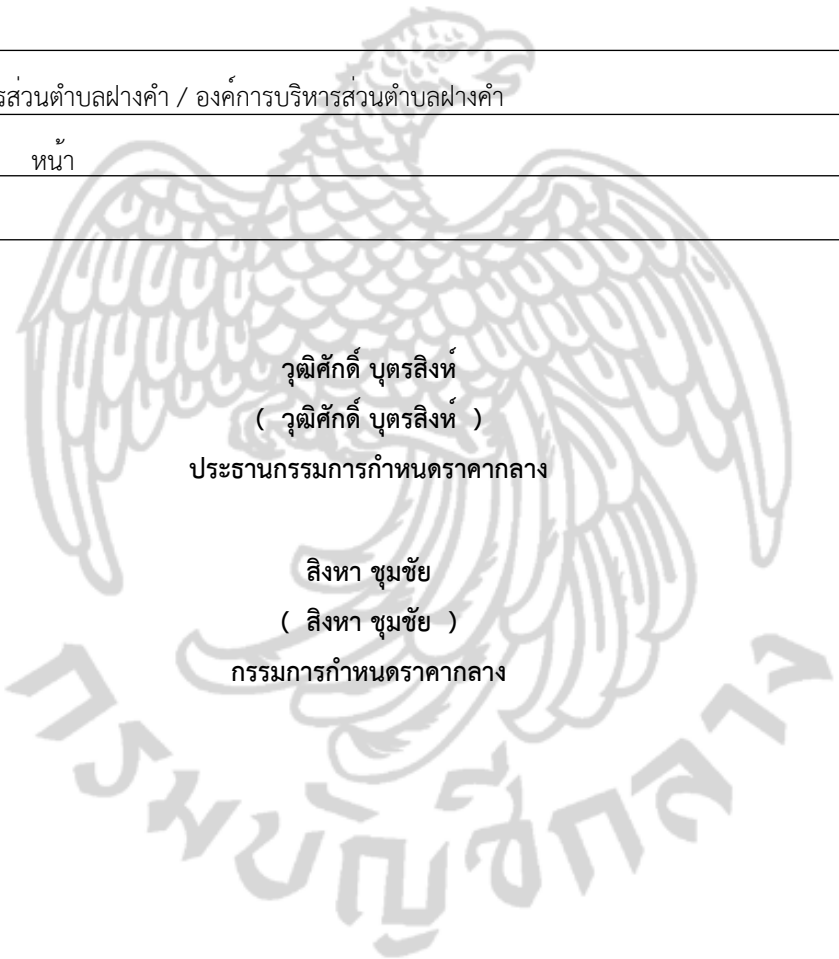 รส่วนตำบลฝางคำ / องค์การบริหารส่วนตำบลฝางคำ
หน้า
วุฒิศักดิ์ บุตรสิงห์
( วุฒิศักดิ์ บุตรสิงห์ )
ประธานกรรมการกำหนดราคากลาง
สิงหา ชุมชัย
( สิงหา ชุมชัย )
กรรมการกำหนดราคากลาง
กรมบัญชีกลาง